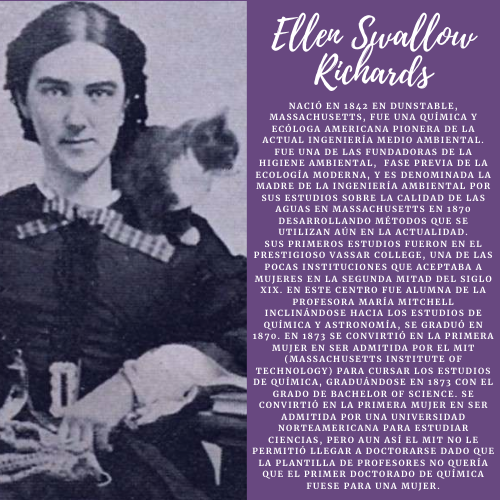 Ellen Swallow
Richards
NACIÓ EN 1842 EN DUNSTABLE,
MASSACHUSETTS, FUE UNA QUÍMICA Y
ECÓLOGA AMERICANA PIONERA DE LA
ACTUAL INGENIERÍA MEDIO AMBIENTAL.
FUE UNA DE LAS FUNDADORAS DE LA
HIGIENE AMBIENTAL, FASE PREVIA DE LA
ECOLOGÍA MODERNA, Y ES DENOMINADA LA
MADRE DE LA INGENIERÍA AMBIENTAL POR
SUS ESTUDIOS SOBRE LA CALIDAD DE LAS
AGUAS EN MASSACHUSETTS EN 1870
DESARROLLANDO MÉTODOS QUE SE
UTILIZAN AÚN EN LA ACTUALIDAD.
SUS PRIMEROS ESTUDIOS FUERON EN EL
PRESTIGIOSO VASSAR COLLEGE, UNA DE LAS
POCAS INSTITUCIONES QUE ACEPTABA A
MUJERES EN LA SEGUNDA MITAD DEL SIGLO
XIX. EN ESTE CENTRO FUE ALUMNA DE LA
PROFESORA MARÍA MITCHELL
INCLINÁNDOSE HACIA LOS ESTUDIOS DE
QUÍMICA Y ASTRONOMÍA, SE GRADUÓ EN
1870. EN 1873 SE CONVIRTIÓ EN LA PRIMERA
MUJER EN SER ADMITIDA POR EL MIT
(MASSACHUSETTS INSTITUTE OF
TECHNOLOGY) PARA CURSAR LOS ESTUDIOS
DE QUÍMICA, GRADUÁNDOSE EN 1873 CON EL
GRADO DE BACHELOR OF SCIENCE. SE
CONVIRTIÓ EN LA PRIMERA MUJER EN SER
ADMITIDA POR UNA UNIVERSIDAD
NORTEAMERICANA PARA ESTUDIAR
CIENCIAS, PERO AUN ASÍ EL MIT NO LE
PERMITIÓ LLEGAR A DOCTORARSE DADO QUE
LA PLANTILLA DE PROFESORES NO QUERÍA
QUE EL PRIMER DOCTORADO DE QUÍMICA
FUESE PARA UNA MUJER.